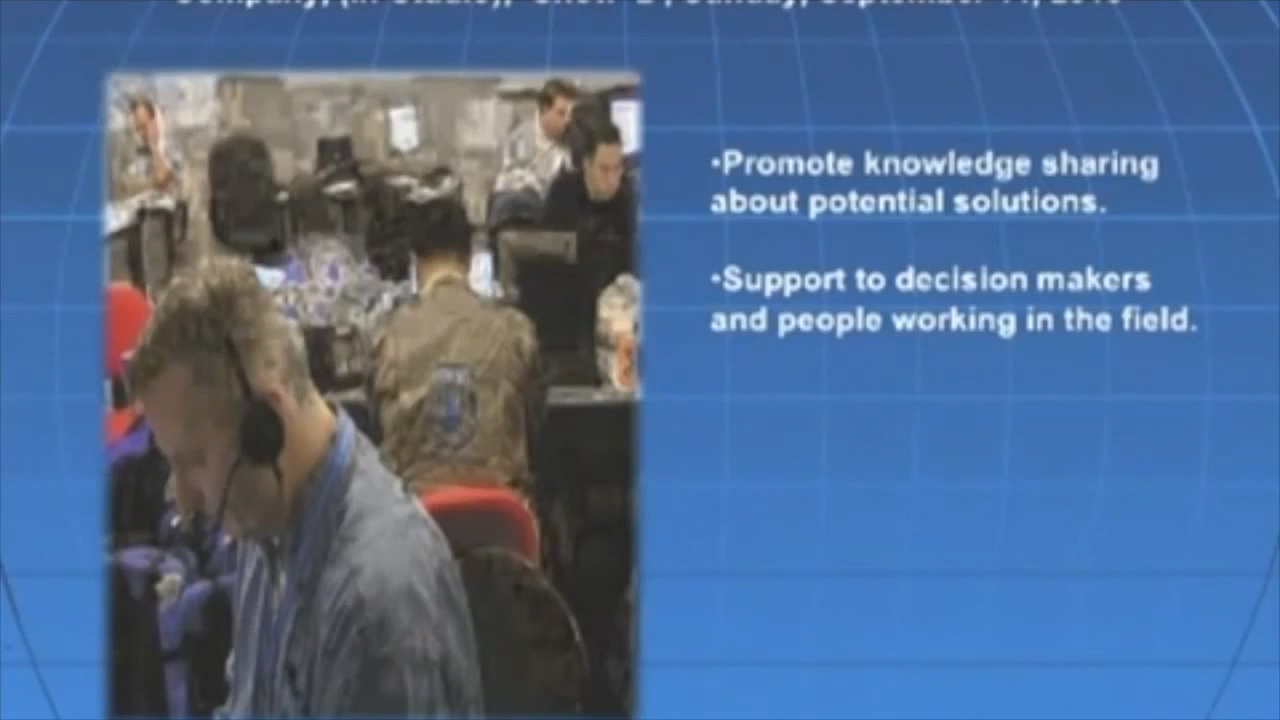 •Promote knowledge sharing
about potential solutions.
•Support to decision makers
and people working in the field.